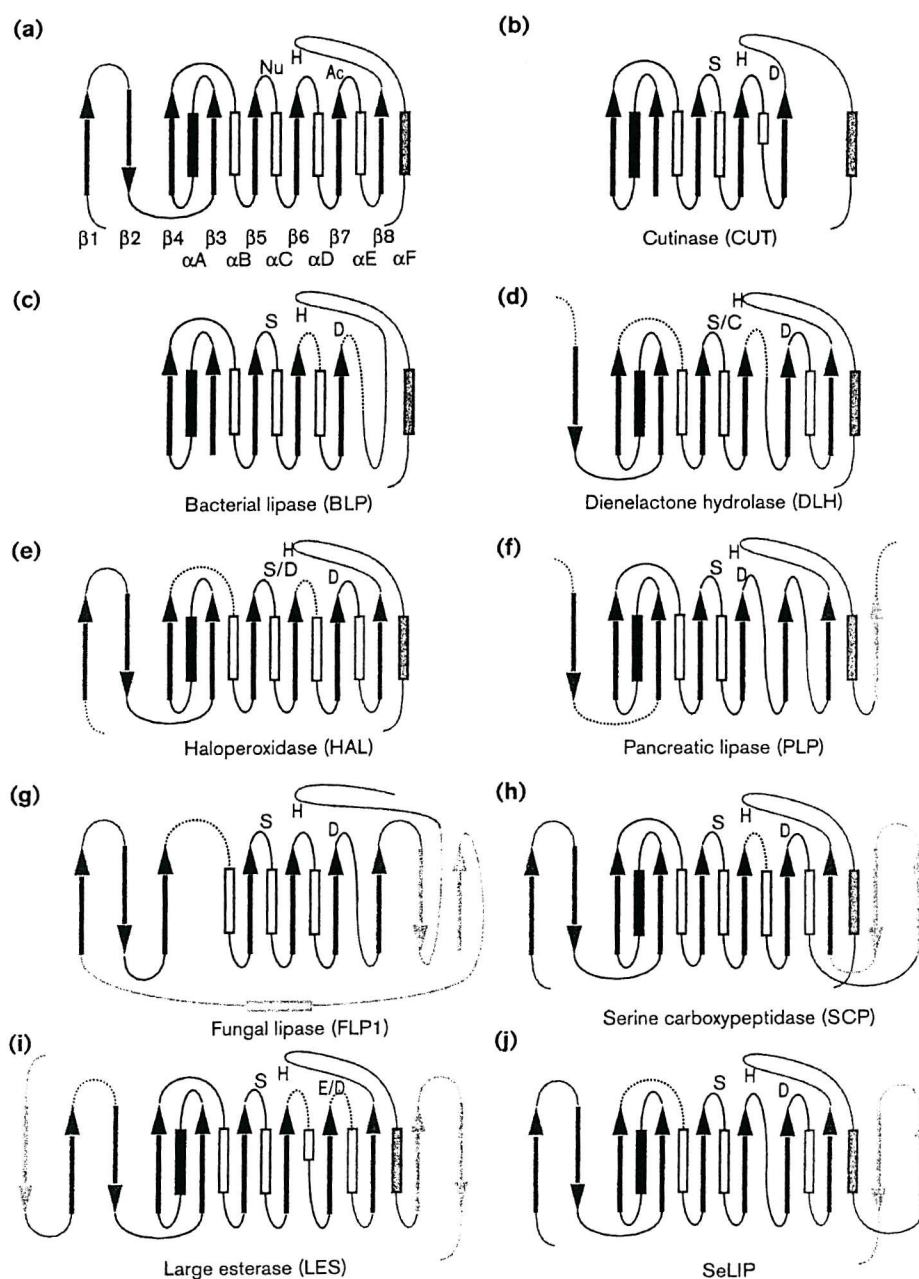 (a)
Nu
H
Ac
β1 β2 β4 β3 β5 β6 β7 β8
αA αB αC αD αE αF
(b)
S
H
D
Cutinase (CUT)
(c)
S
H
D
Bacterial lipase (BLP)
(d)
S/C
H
D
Dienelactone hydrolase (DLH)
(e)
H
S/D
D
Haloperoxidase (HAL)
(f)
S
H
D
Pancreatic lipase (PLP)
(g)
S
H
D
Fungal lipase (FLP1)
(h)
S
H
D
Serine carboxypeptidase (SCP)
(i)
S
H
E/D
Large esterase (LES)
(j)
S
H
D
SeLIP